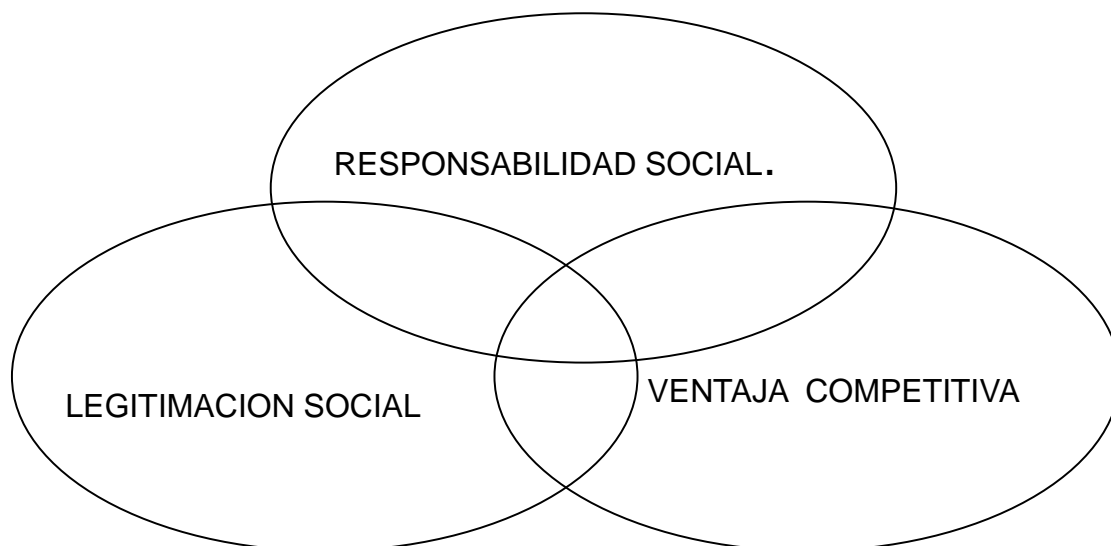 RESPONSABILIDAD SOCIAL.
LEGITIMACION SOCIAL
VENTAJA COMPETITIVA